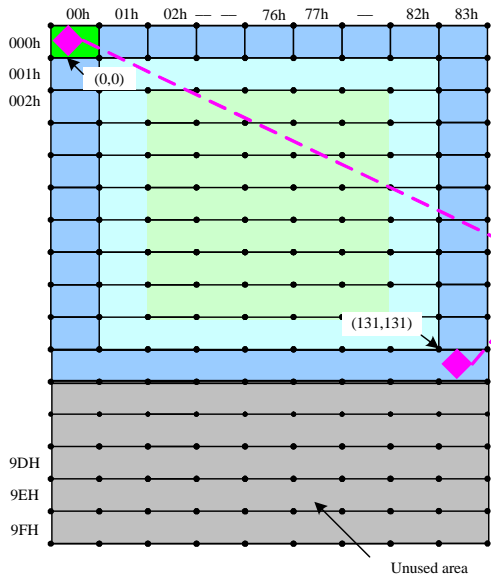 00h 01h 02h — — 76h 77h — 82h 83h
000h
001h
(0,0)
002h
(131,131)
9DH
9EH
9FH
Unused area